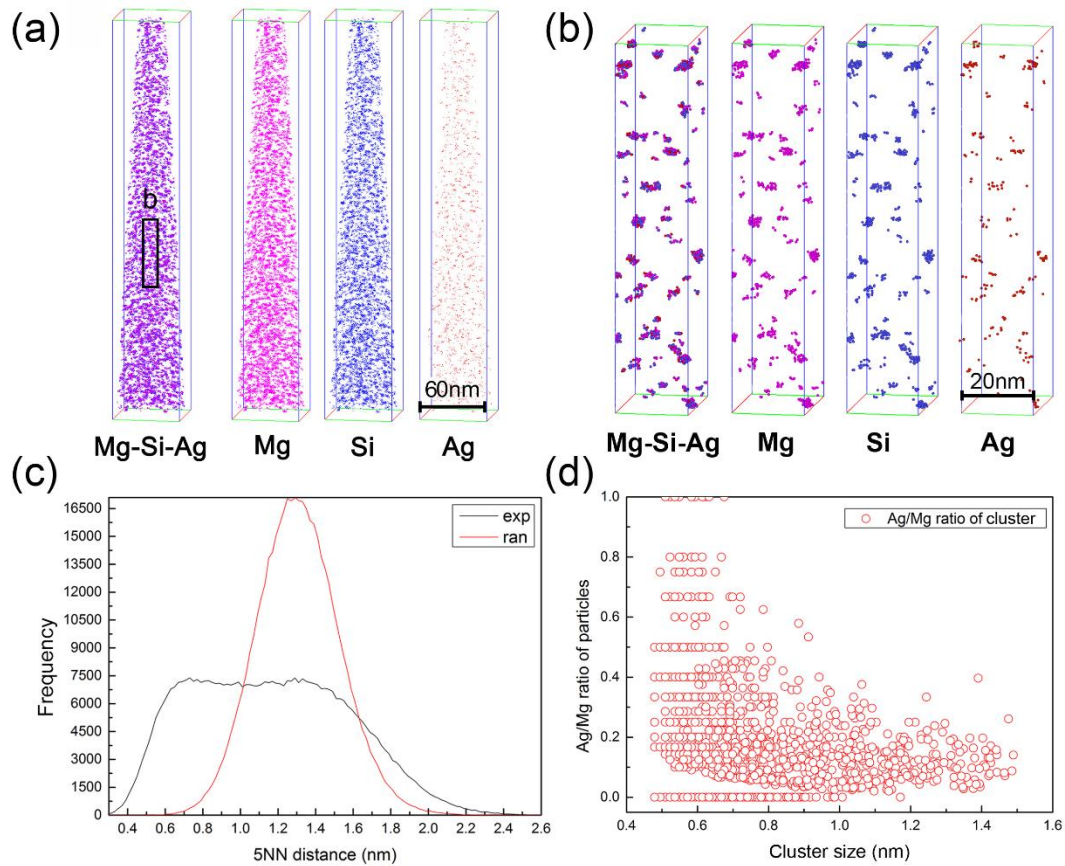 (a)
b
60nm
Mg-Si-Ag Mg Si Ag
(b)
20nm
Mg-Si-Ag Mg Si Ag
(c)
16500
15000
13500
12000
10500
9000
7500
6000
4500
3000
1500
0
Frequency
exp
ran
0.4 0.6 0.8 1.0 1.2 1.4 1.6 1.8 2.0 2.2 2.4 2.6
5NN distance (nm)
(d)
1.0
0.8
0.6
0.4
0.2
0.0
Ag/Mg ratio of particles
Ag/Mg ratio of cluster
0.4 0.6 0.8 1.0 1.2 1.4 1.6
Cluster size (nm)